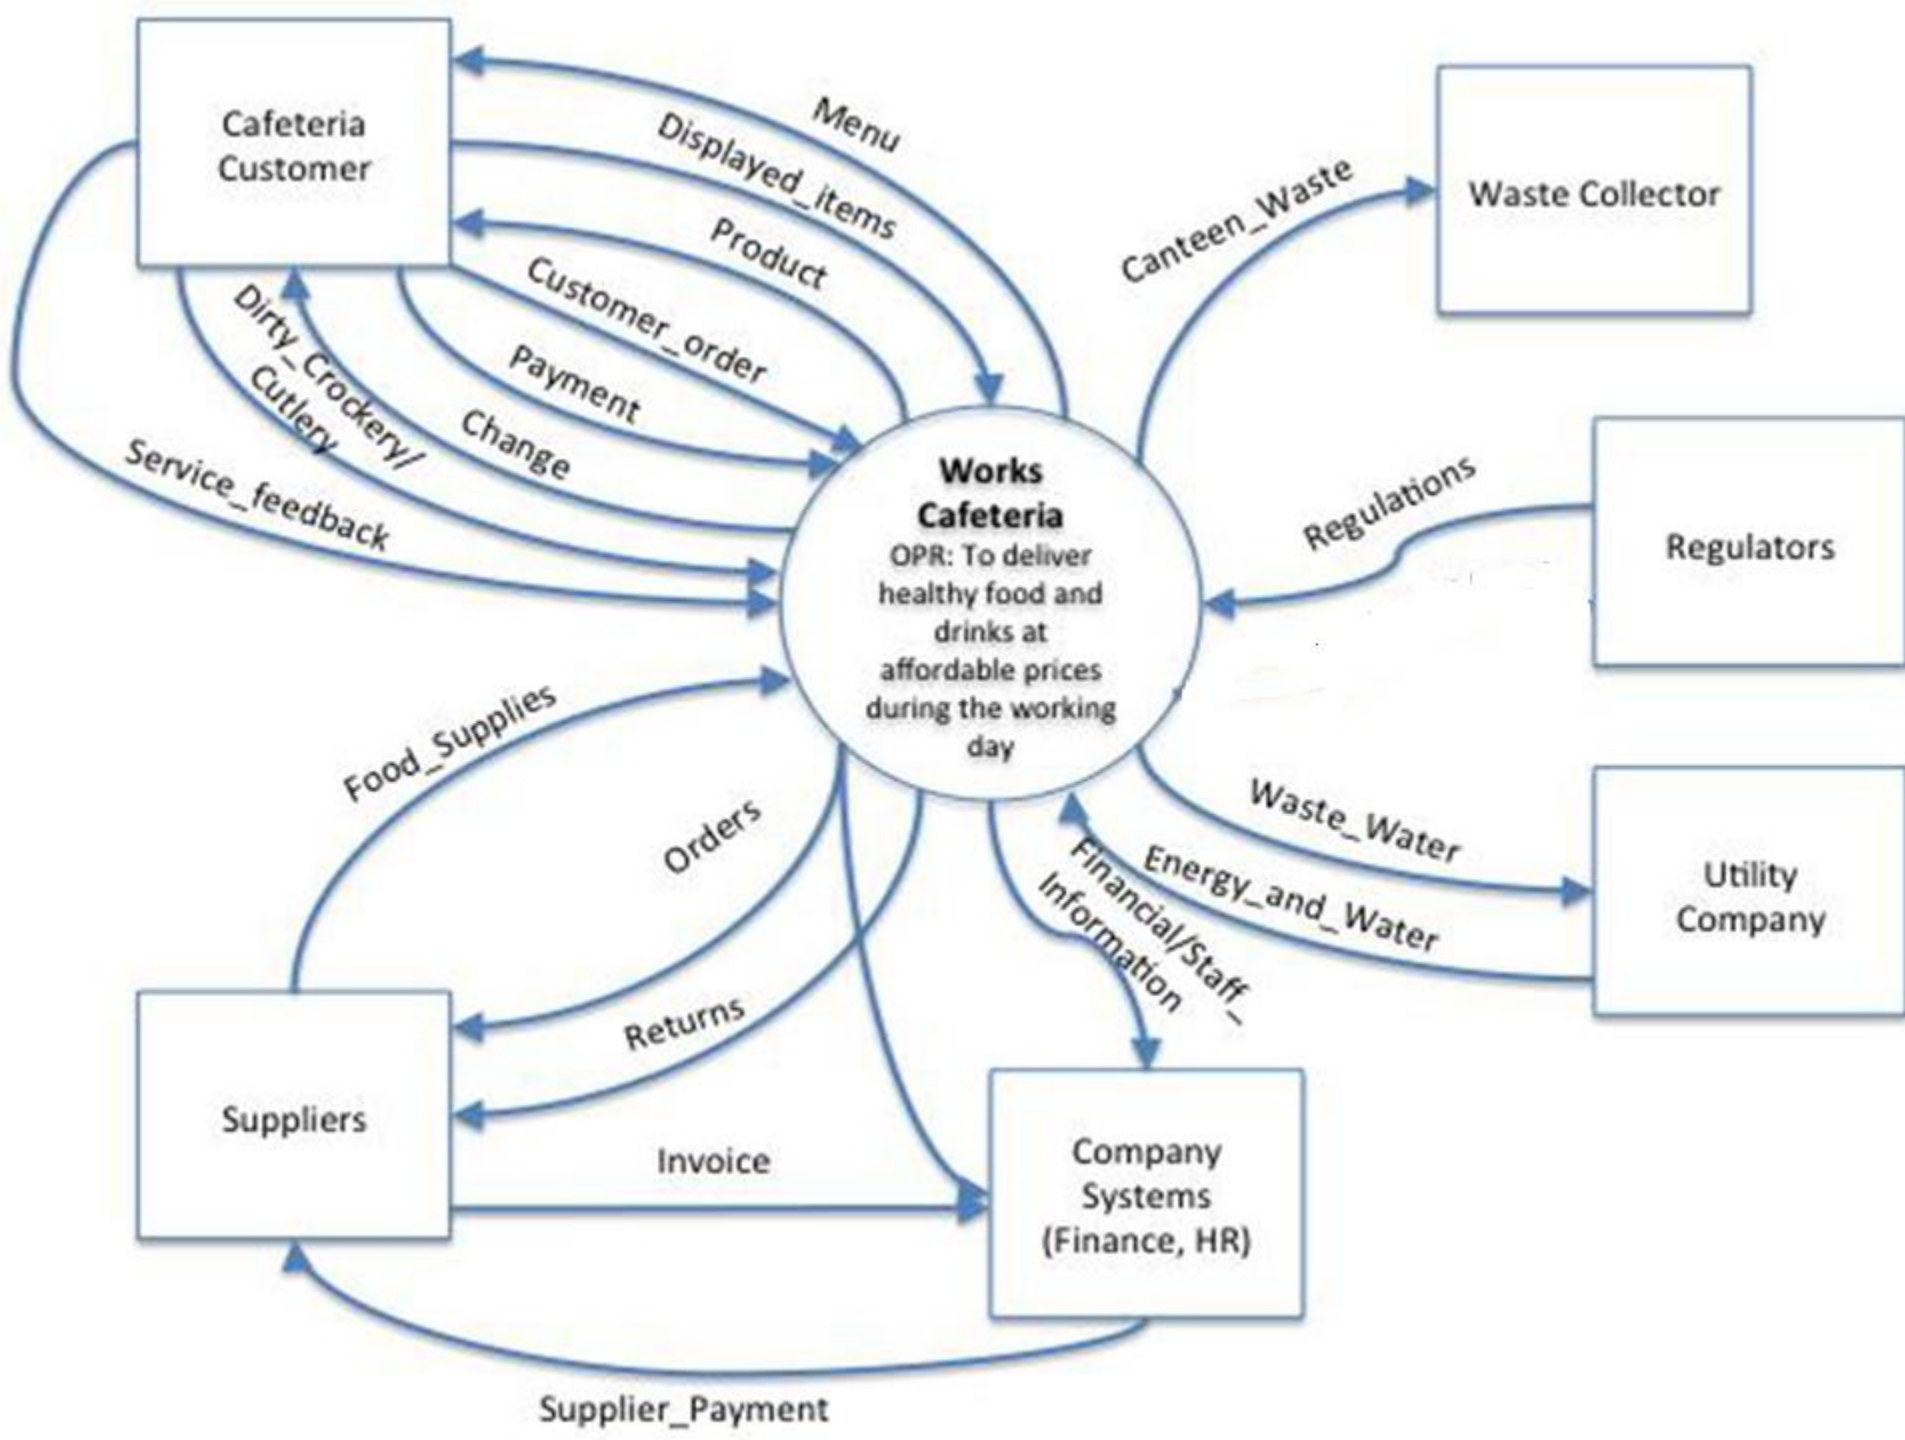 Cafeteria
Customer
Menu
Displayed_items
Product
Customer_order
Payment
Change
Dirty_Crockery/
Cutlery
Service_feedback
Canteen_Waste
Waste Collector
Works
Cafeteria
OPR: To deliver
healthy food and
drinks at
affordable prices
during the working
day
Regulations
Regulators
Food_Supplies
Orders
Returns
Waste_Water
Energy_and_Water
Financial/Staff_
Information
Utility
Company
Suppliers
Invoice
Company
Systems
(Finance, HR)
Supplier_Payment